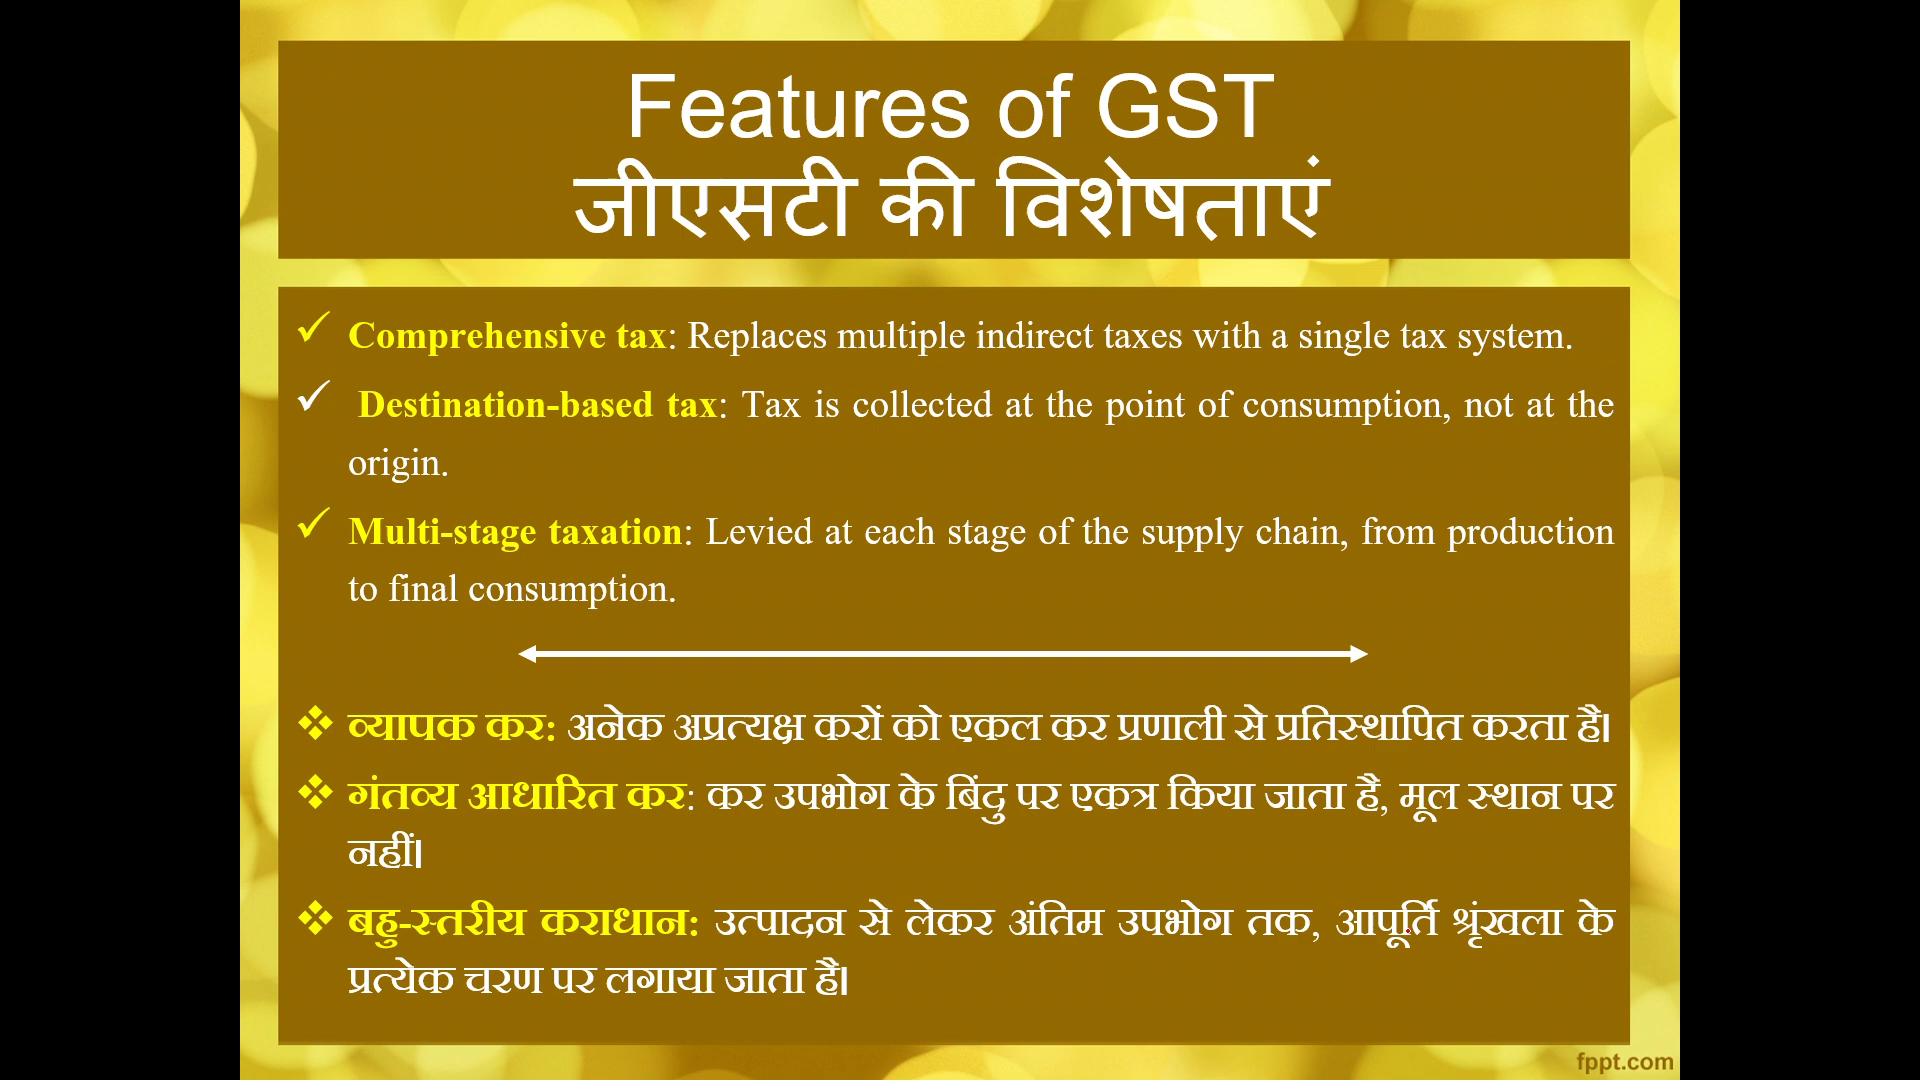 Features of GST
जीएसटी की विशेषताएं
Comprehensive tax: Replaces multiple indirect taxes with a single tax system.
Destination-based tax: Tax is collected at the point of consumption, not at the
origin.
Multi-stage taxation: Levied at each stage of the supply chain, from production
to final consumption.
व्यापक कर: अनेक अप्रत्यक्ष करों को एकल कर प्रणाली से प्रतिस्थापित करता है।
गंतव्य आधारित कर: कर उपभोग के बिंदु पर एकत्र किया जाता है, मूल स्थान पर
नहीं।
बहु-स्तरीय कराधान: उत्पादन से लेकर अंतिम उपभोग तक, आपूर्ति श्रृंखला के
प्रत्येक चरण पर लगाया जाता है।
fppt.com